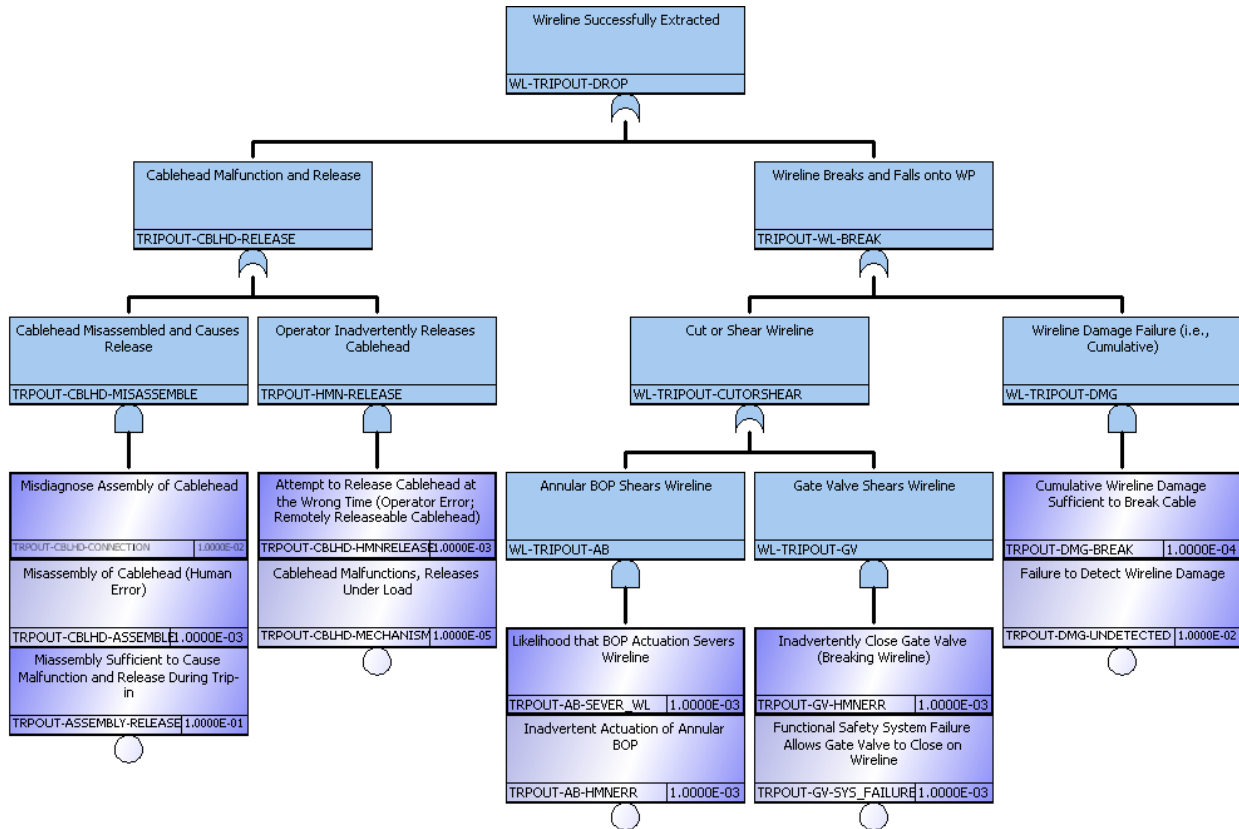 Wireline Successfully Extracted
WL-TRIPOUT-DROP
Cablehead Malfunction and Release
TRIPOUT-CBLHD-RELEASE
Wireline Breaks and Falls onto WP
TRIPOUT-WL-BREAK
Cablehead Misassembled and Causes
Release
TRPOUT-CBLHD-MISASSEMBLE
Operator Inadvertently Releases
Cablehead
TRPOUT-HMN-RELEASE
Cut or Shear Wireline
WL-TRIPOUT-CUTORSHEAR
Wireline Damage Failure (i.e.,
Cumulative)
WL-TRIPOUT-DMG
Misdiagnose Assembly of Cablehead
TRPOUT-CBLHD-CONNECTION 1.0000E-02
Misassembly of Cablehead (Human
Error)
TRPOUT-CBLHD-ASSEMBLE 1.0000E-03
Miassembly Sufficient to Cause
Malfunction and Release During Trip-
in
TRPOUT-ASSEMBLY-RELEASE 1.0000E-01
Attempt to Release Cablehead at
the Wrong Time (Operator Error;
Remotely Releaseable Cablehead)
TRPOUT-CBLHD-HMNRELEASE 1.0000E-03
Cablehead Malfunctions, Releases
Under Load
TRPOUT-CBLHD-MECHANISM 1.0000E-05
Annular BOP Shears Wireline
WL-TRIPOUT-AB
Gate Valve Shears Wireline
WL-TRIPOUT-GV
Cumulative Wireline Damage
Sufficient to Break Cable
TRPOUT-DMG-BREAK 1.0000E-04
Failure to Detect Wireline Damage
TRPOUT-DMG-UNDETECTED 1.0000E-02
Likelihood that BOP Actuation Severs
Wireline
TRPOUT-AB-SEVER_WL 1.0000E-03
Inadvertent Actuation of Annular
BOP
TRPOUT-AB-HMNERR 1.0000E-03
Inadvertently Close Gate Valve
(Breaking Wireline)
TRPOUT-GV-HMNERR 1.0000E-03
Functional Safety System Failure
Allows Gate Valve to Close on
Wireline
TRPOUT-GV-SYS_FAILURE 1.0000E-03